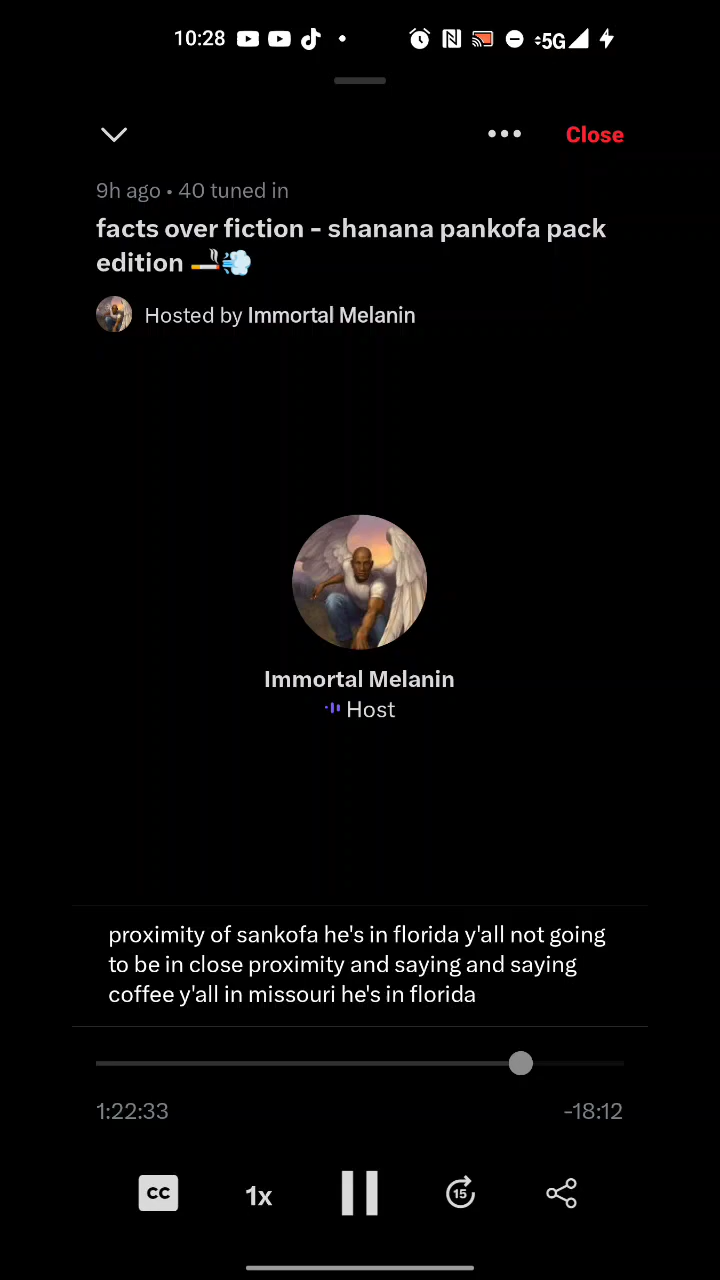 10:28 5G
Close
9h ago • 40 tuned in
facts over fiction - shanana pankofa pack
edition 🚬💨
Hosted by Immortal Melanin
Immortal Melanin
Host
proximity of sankofa he's in florida y'all not going
to be in close proximity and saying and saying
coffee y'all in missouri he's in florida
1:22:33 -18:12
CC 1x 15